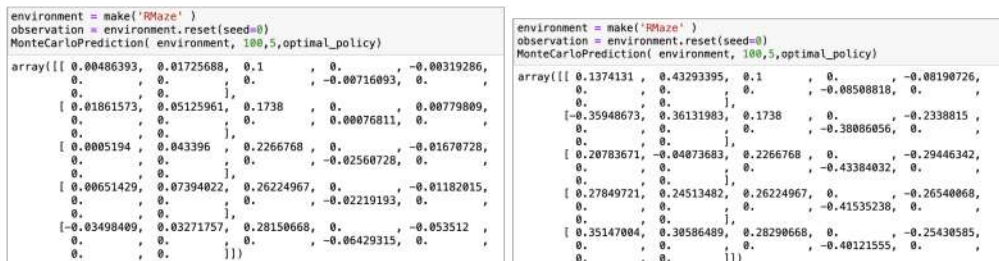 environment = make('RMaze' )
observation = environment.reset(seed=0)
MonteCarloPrediction( environment, 100,5,optimal_policy)
array([[ 0.00486393, 0.01725688, 0.1 , 0. , -0.00319286,
0. , 0. , 0. , -0.00716093, 0. ,
0. , 0. ],
[ 0.01861573, 0.05125961, 0.1738 , 0. , 0.00779809,
0. , 0. , 0. , 0.00076811, 0. ,
0. , 0. ],
[ 0.0005194 , 0.043396 , 0.2266768 , 0. , -0.01670728,
0. , 0. , 0. , -0.02560728, 0. ,
0. , 0. ],
[ 0.00651429, 0.07394022, 0.26224967, 0. , -0.01182015,
0. , 0. , 0. , -0.02219193, 0. ,
0. , 0. ],
[-0.03498409, 0.03271757, 0.28150668, 0. , -0.053512 ,
0. , 0. , 0. , -0.06429315, 0. ,
0. , 0. ]])
environment = make('RMaze' )
observation = environment.reset(seed=0)
MonteCarloPrediction( environment, 100,5,optimal_policy)
array([[ 0.1374131 , 0.43293395, 0.1 , 0. , -0.08190726,
0. , 0. , 0. , -0.08508818, 0. ,
0. , 0. ],
[-0.35948673, 0.36131983, 0.1738 , 0. , -0.2338815 ,
0. , 0. , 0. , -0.38086056, 0. ,
0. , 0. ],
[ 0.20783671, -0.04073683, 0.2266768 , 0. , -0.29446342,
0. , 0. , 0. , -0.43384032, 0. ,
0. , 0. ],
[ 0.27849721, 0.24513482, 0.26224967, 0. , -0.26540068,
0. , 0. , 0. , -0.41535238, 0. ,
0. , 0. ],
[ 0.35147004, 0.30586489, 0.28290668, 0. , -0.25430585,
0. , 0. , 0. , -0.40121555, 0. ,
0. , 0. ]])